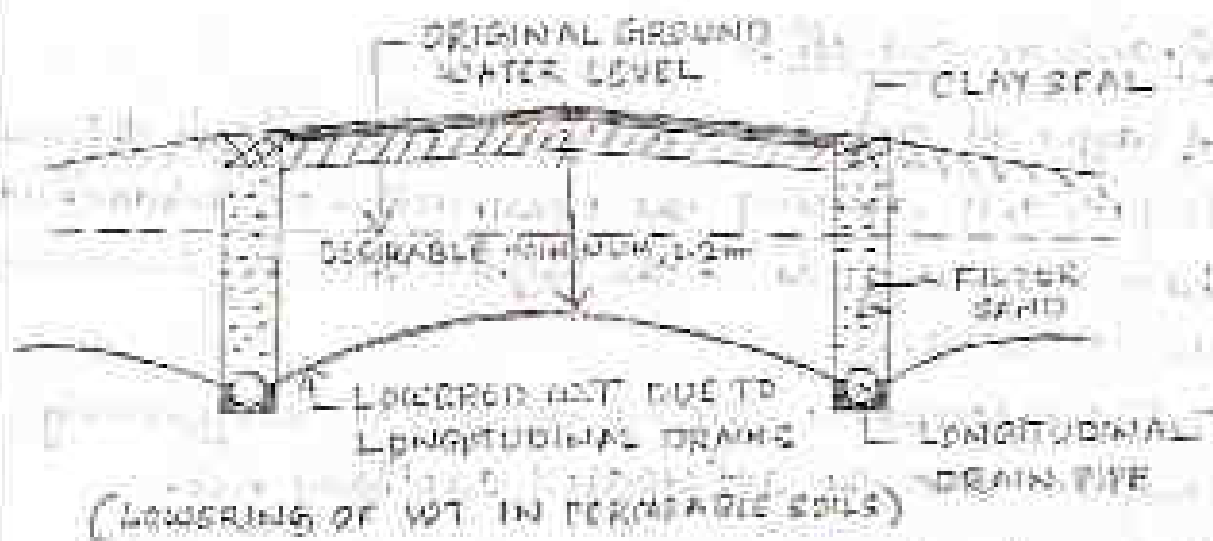 ORIGINAL GROUND
WATER LEVEL
CLAY SEAL
DESIRABLE MINIMUM, 1.2m
FILTER
SAND
LOWERED WT DUE TO
LONGITUDINAL DRAINS
LONGITUDINAL
DRAIN PIPE
(LOWERING OF WT IN PERMEABLE SOILS)